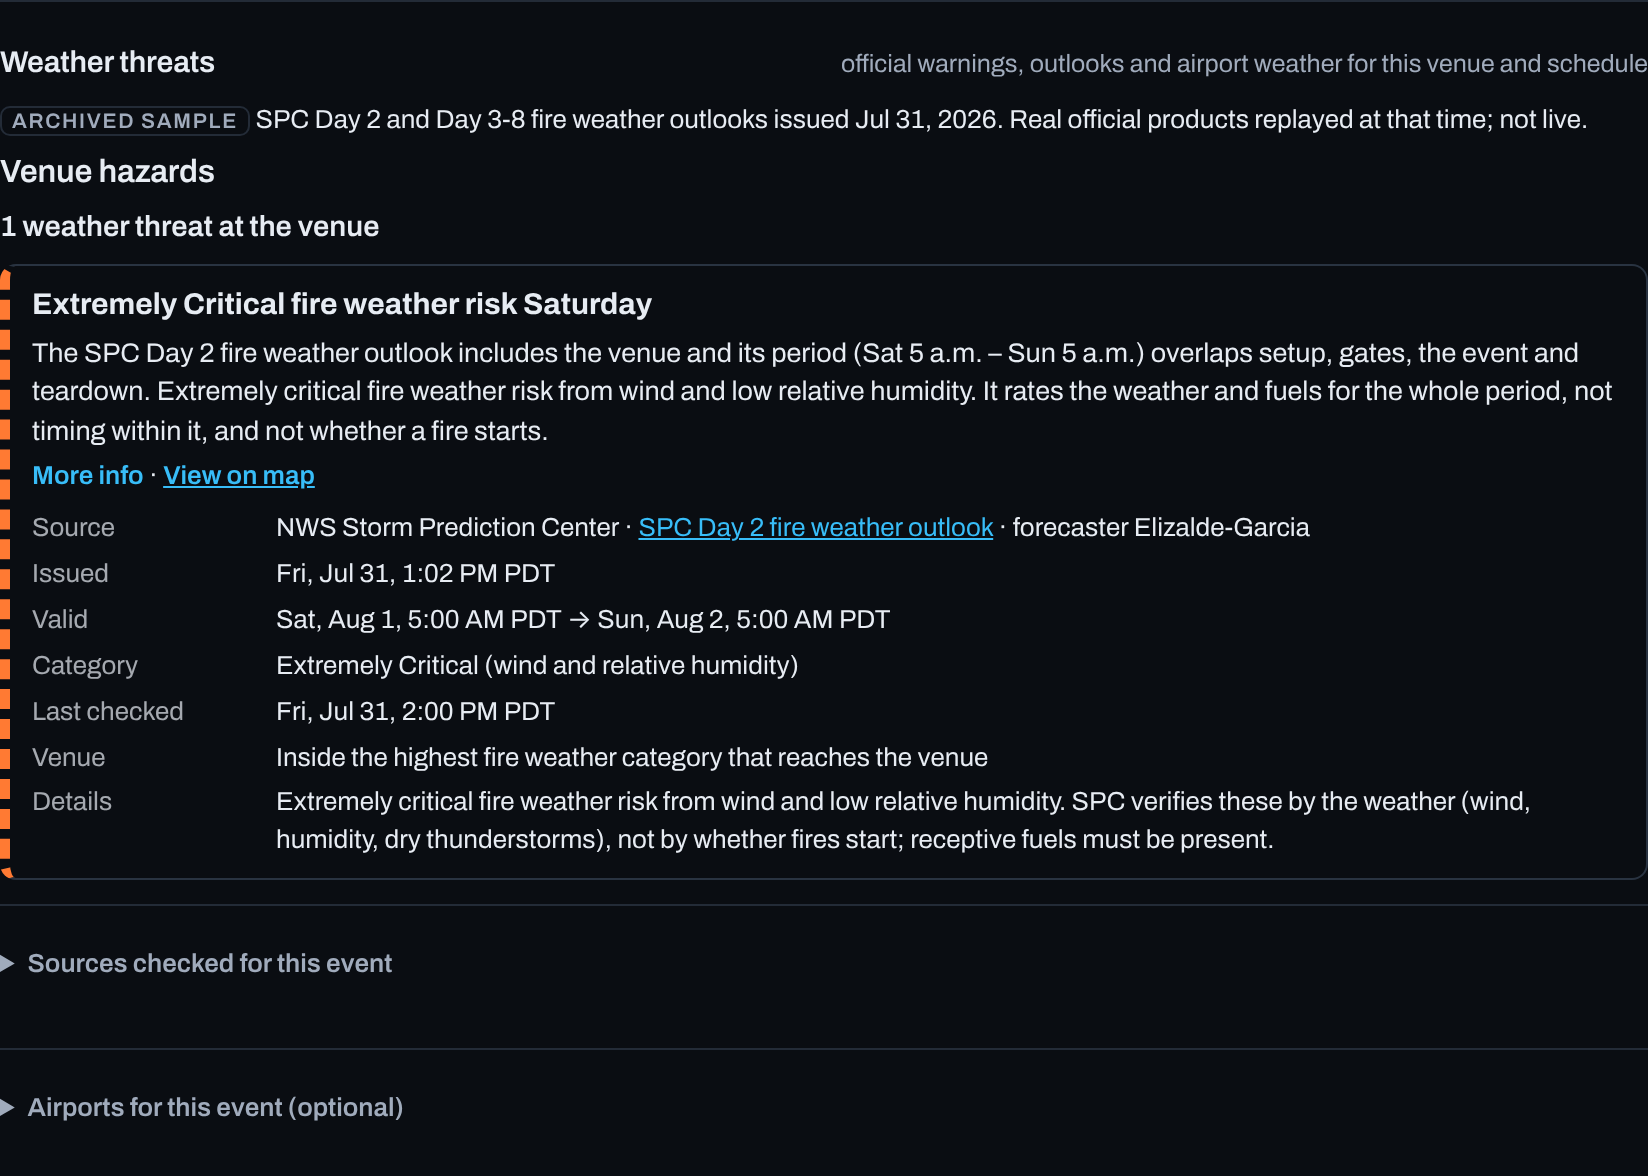 Weather threats
official warnings, outlooks and airport weather for this venue and schedule
ARCHIVED SAMPLE SPC Day 2 and Day 3-8 fire weather outlooks issued Jul 31, 2026. Real official products replayed at that time; not live.
Venue hazards
1 weather threat at the venue
Extremely Critical fire weather risk Saturday
The SPC Day 2 fire weather outlook includes the venue and its period (Sat 5 a.m. – Sun 5 a.m.) overlaps setup, gates, the event and
teardown. Extremely critical fire weather risk from wind and low relative humidity. It rates the weather and fuels for the whole period, not
timing within it, and not whether a fire starts.
More info · View on map
Source NWS Storm Prediction Center · SPC Day 2 fire weather outlook · forecaster Elizalde-Garcia
Issued Fri, Jul 31, 1:02 PM PDT
Valid Sat, Aug 1, 5:00 AM PDT → Sun, Aug 2, 5:00 AM PDT
Category Extremely Critical (wind and relative humidity)
Last checked Fri, Jul 31, 2:00 PM PDT
Venue Inside the highest fire weather category that reaches the venue
Details Extremely critical fire weather risk from wind and low relative humidity. SPC verifies these by the weather (wind,
humidity, dry thunderstorms), not by whether fires start; receptive fuels must be present.
Sources checked for this event
Airports for this event (optional)